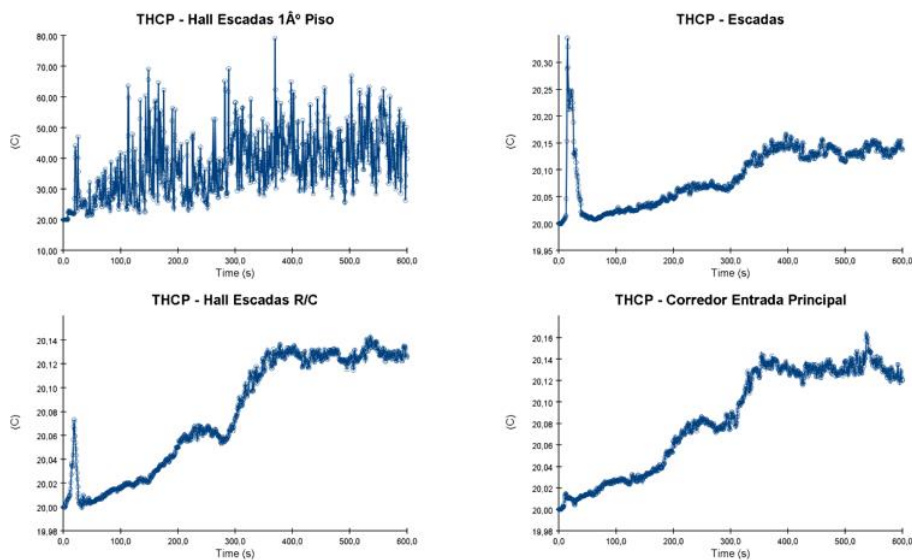 THCP - Hall Escadas 1Âº Piso
80,00
70,00
60,00
50,00
40,00
30,00
20,00
10,00
(C)
0,0 100,0 200,0 300,0 400,0 500,0 600,0
Time (s)
THCP - Escadas
20,30
20,25
20,20
20,15
20,10
20,05
20,00
19,95
(C)
0,0 100,0 200,0 300,0 400,0 500,0 600,0
Time (s)
THCP - Hall Escadas R/C
20,14
20,12
20,10
20,08
20,06
20,04
20,02
20,00
19,98
(C)
0,0 100,0 200,0 300,0 400,0 500,0 600,0
Time (s)
THCP - Corredor Entrada Principal
20,16
20,14
20,12
20,10
20,08
20,06
20,04
20,02
20,00
19,98
(C)
0,0 100,0 200,0 300,0 400,0 500,0 600,0
Time (s)